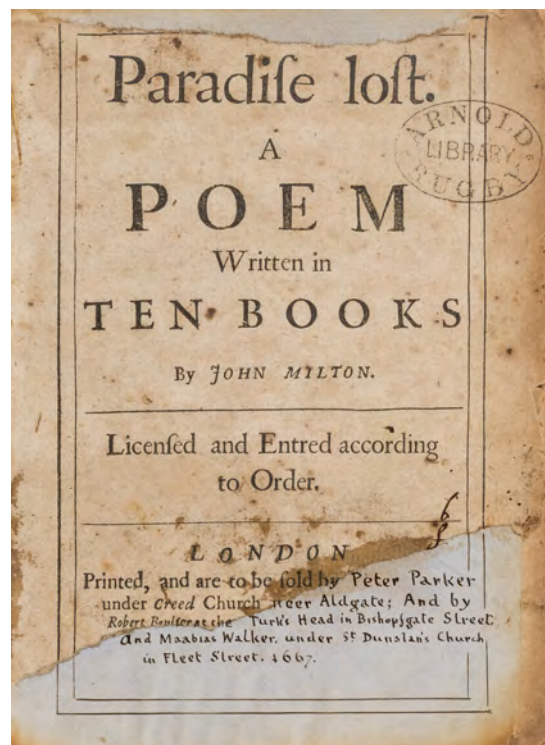 Paradiſe loſt.
ARNOLD
LIBRARY
RUGBY
A
POEM
Written in
TEN BOOKS
By JOHN MILTON.
Licenſed and Entred according
to Order.
LONDON
Printed, and are to be ſold by Peter Parker
under Creed Church neer Aldgate; And by
Robert Boulter at the Turk's Head in Bishopſgate Street
And Maabias Walker. under St Dunslan's Church
in Fleet Street. 1667.